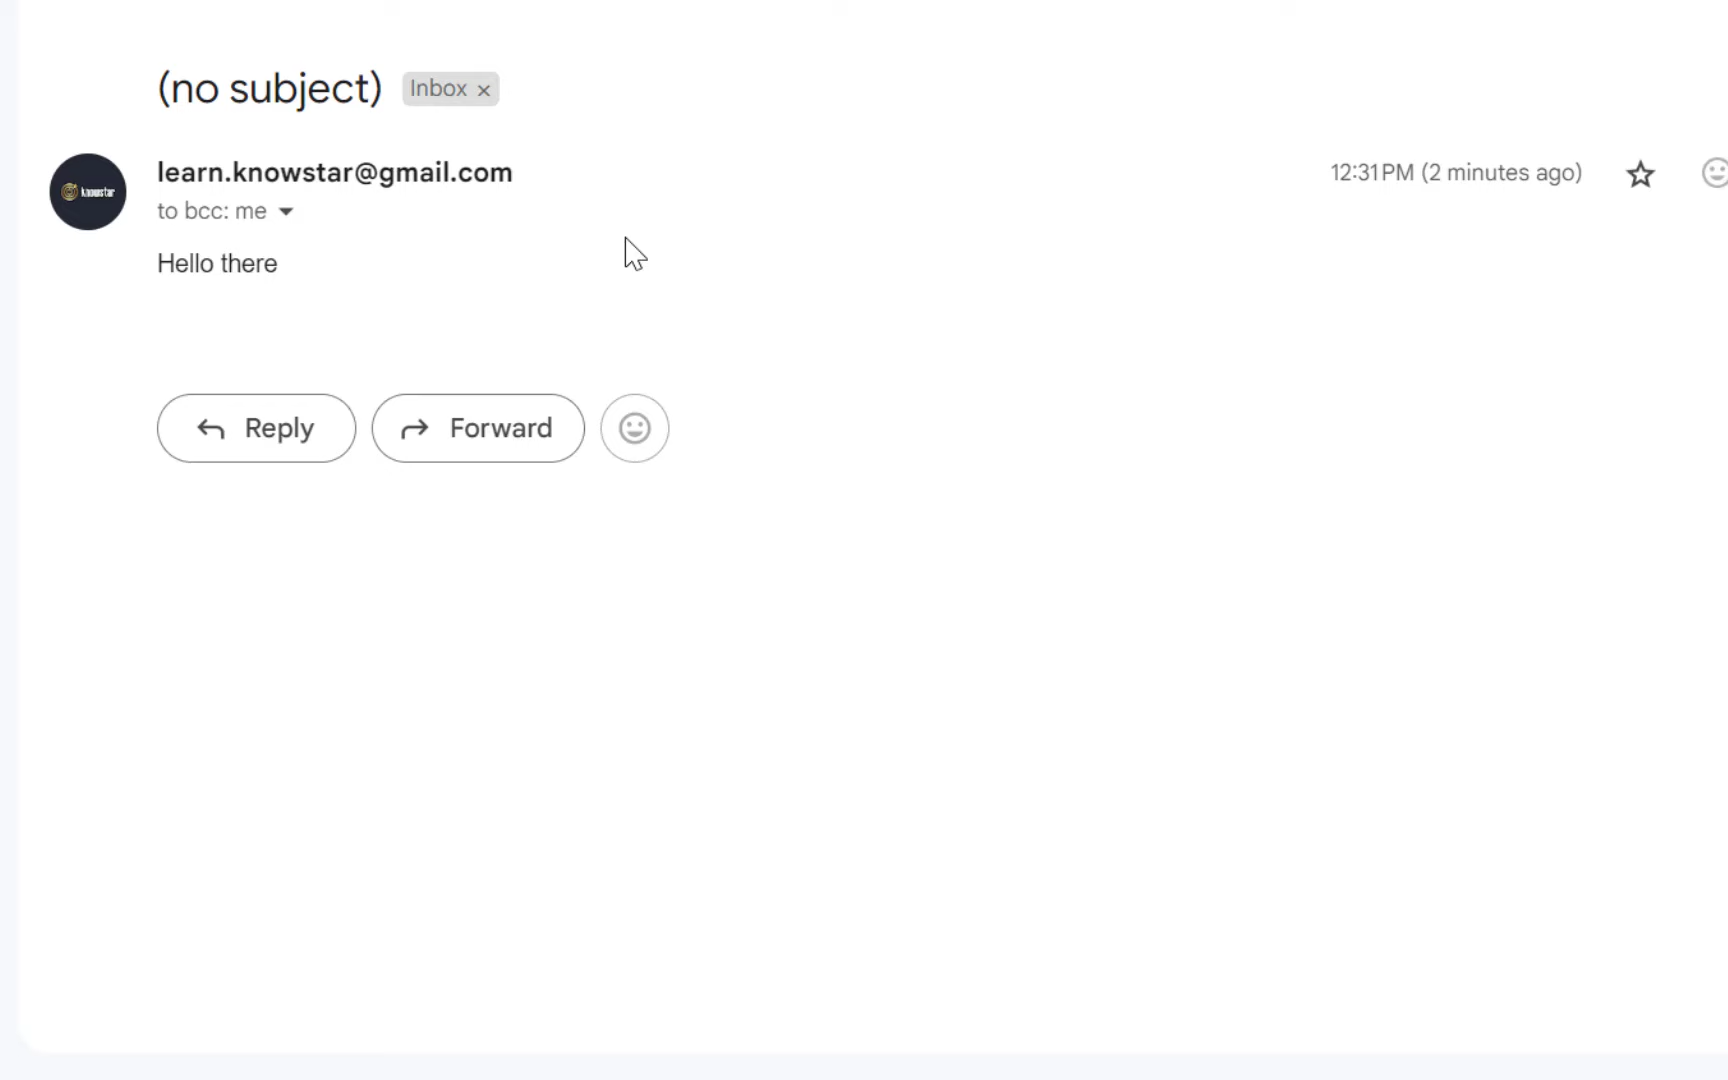 (no subject) Inbox ×
knowstar
learn.knowstar@gmail.com 12:31 PM (2 minutes ago)
to bcc: me
Hello there
Reply Forward